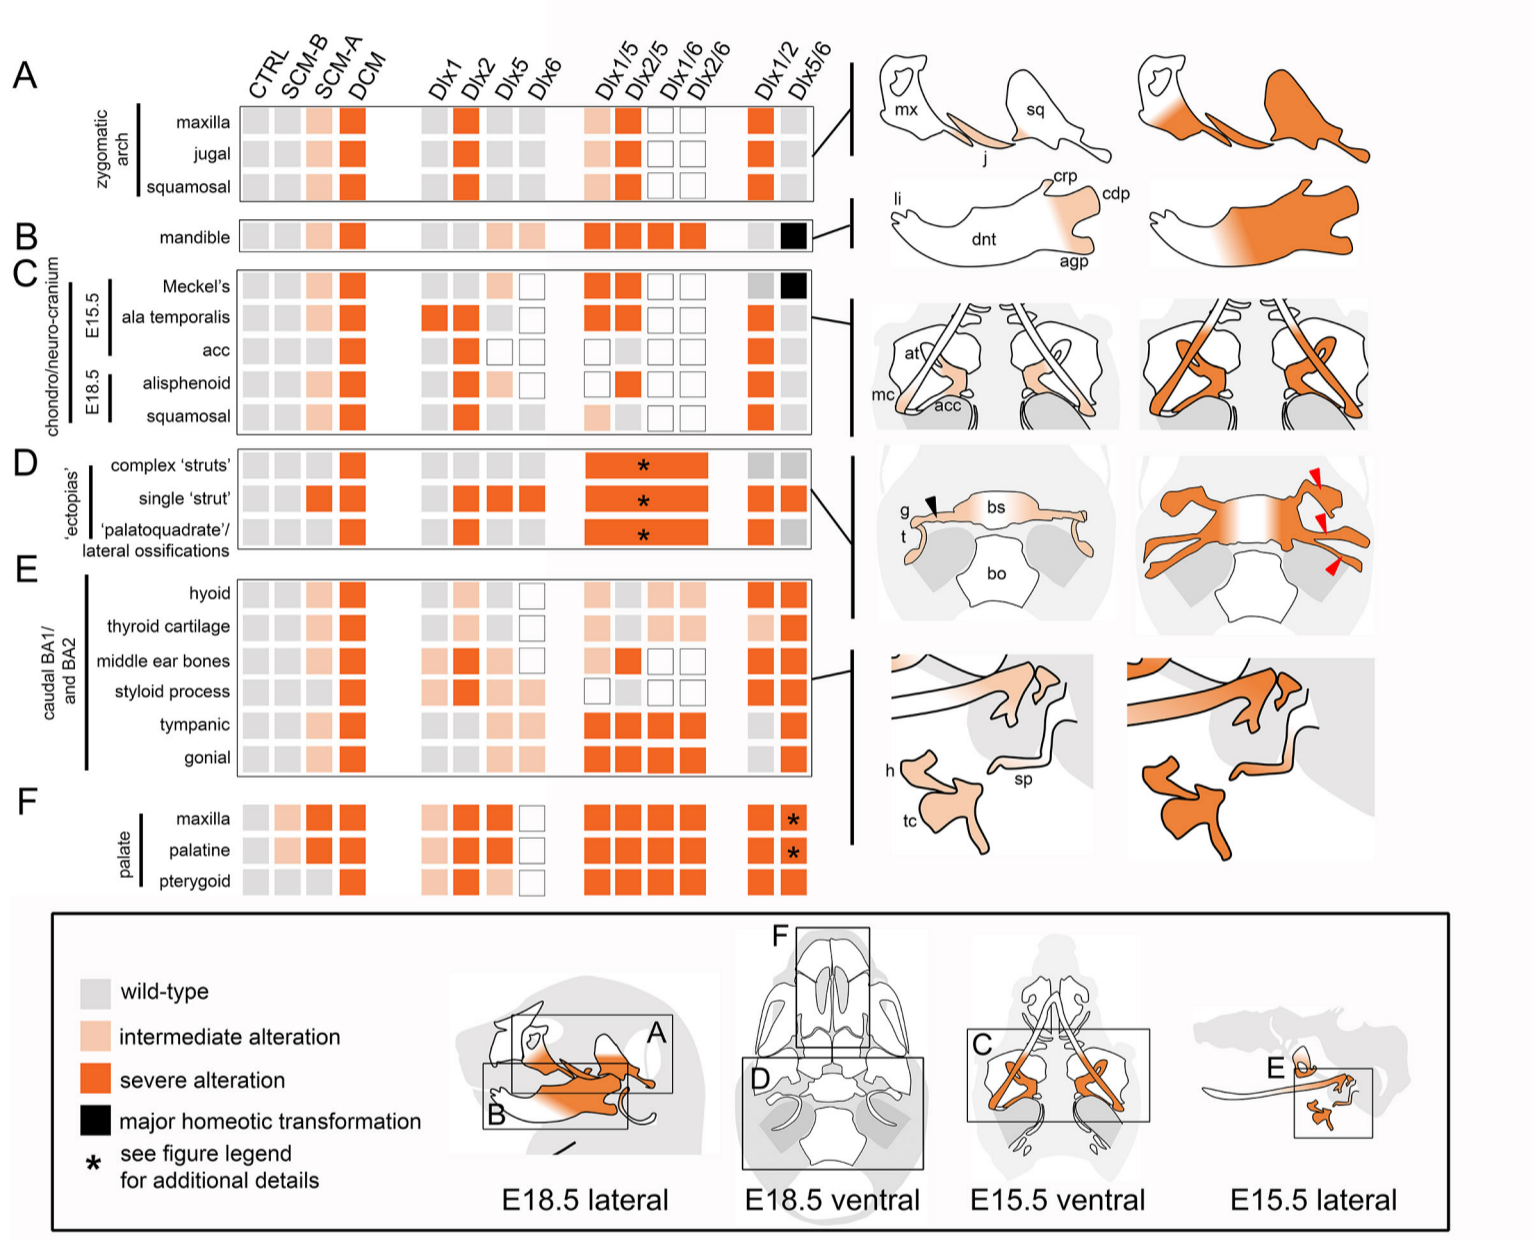 A
CTRL
SCM-B
SCM-A
DCM
Dlx1
Dlx2
Dlx5
Dlx6
Dlx1/5
Dlx2/5
Dlx1/6
Dlx2/6
Dlx1/2
Dlx5/6
zygomatic
arch
maxilla
jugal
squamosal
mx
sq
j
B
mandible
li
crp
cdp
dnt
agp
C
chondro/neuro-cranium
E15.5
E18.5
Meckel's
ala temporalis
acc
alisphenoid
squamosal
at
mc
acc
D
'ectopias'
complex 'struts'
*
single 'strut'
*
'palatoquadrate'/
lateral ossifications
*
g
t
bs
bo
E
caudal BA1/
and BA2
hyoid
thyroid cartilage
middle ear bones
styloid process
tympanic
gonial
h
tc
sp
F
palate
maxilla
*
palatine
*
pterygoid
wild-type
intermediate alteration
severe alteration
major homeotic transformation
* see figure legend
for additional details
A
B
E18.5 lateral
F
D
E18.5 ventral
C
E15.5 ventral
E
E15.5 lateral